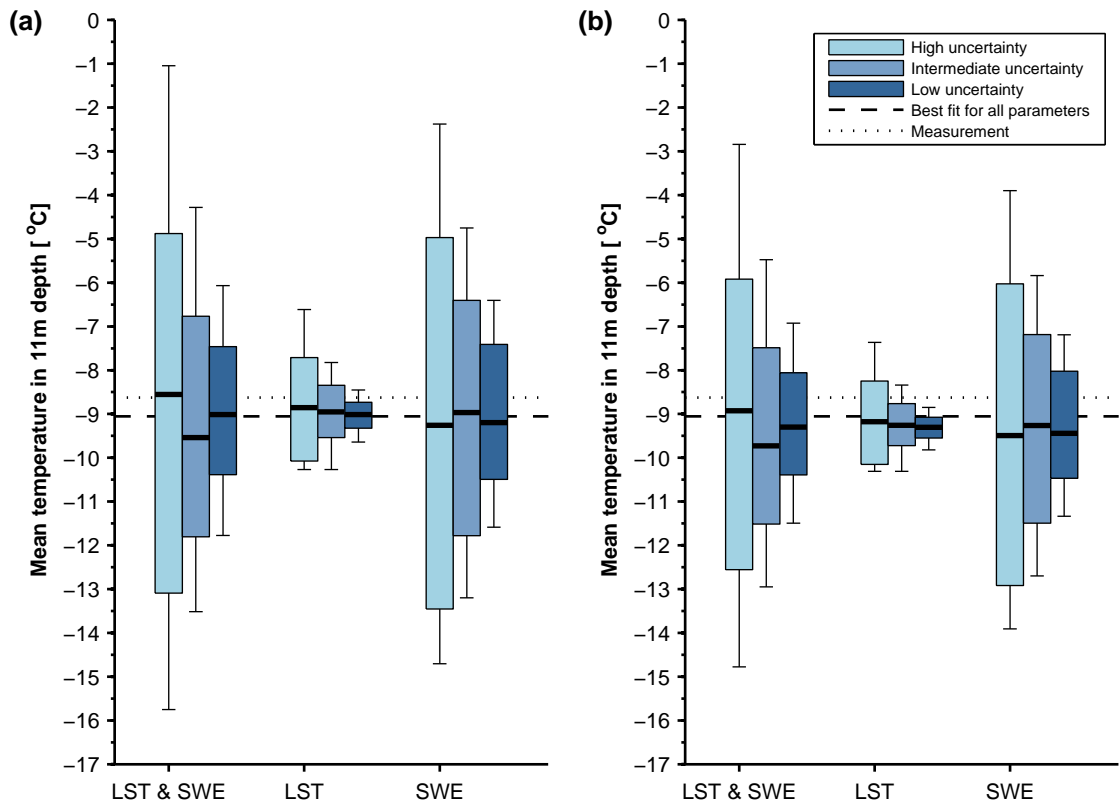 (a)
Mean temperature in 11m depth [ °C]
0
−1
−2
−3
−4
−5
−6
−7
−8
−9
−10
−11
−12
−13
−14
−15
−16
−17
LST & SWE
LST
SWE
(b)
Mean temperature in 11m depth [ °C]
0
−1
−2
−3
−4
−5
−6
−7
−8
−9
−10
−11
−12
−13
−14
−15
−16
−17
LST & SWE
LST
SWE
High uncertainty
Intermediate uncertainty
Low uncertainty
Best fit for all parameters
Measurement